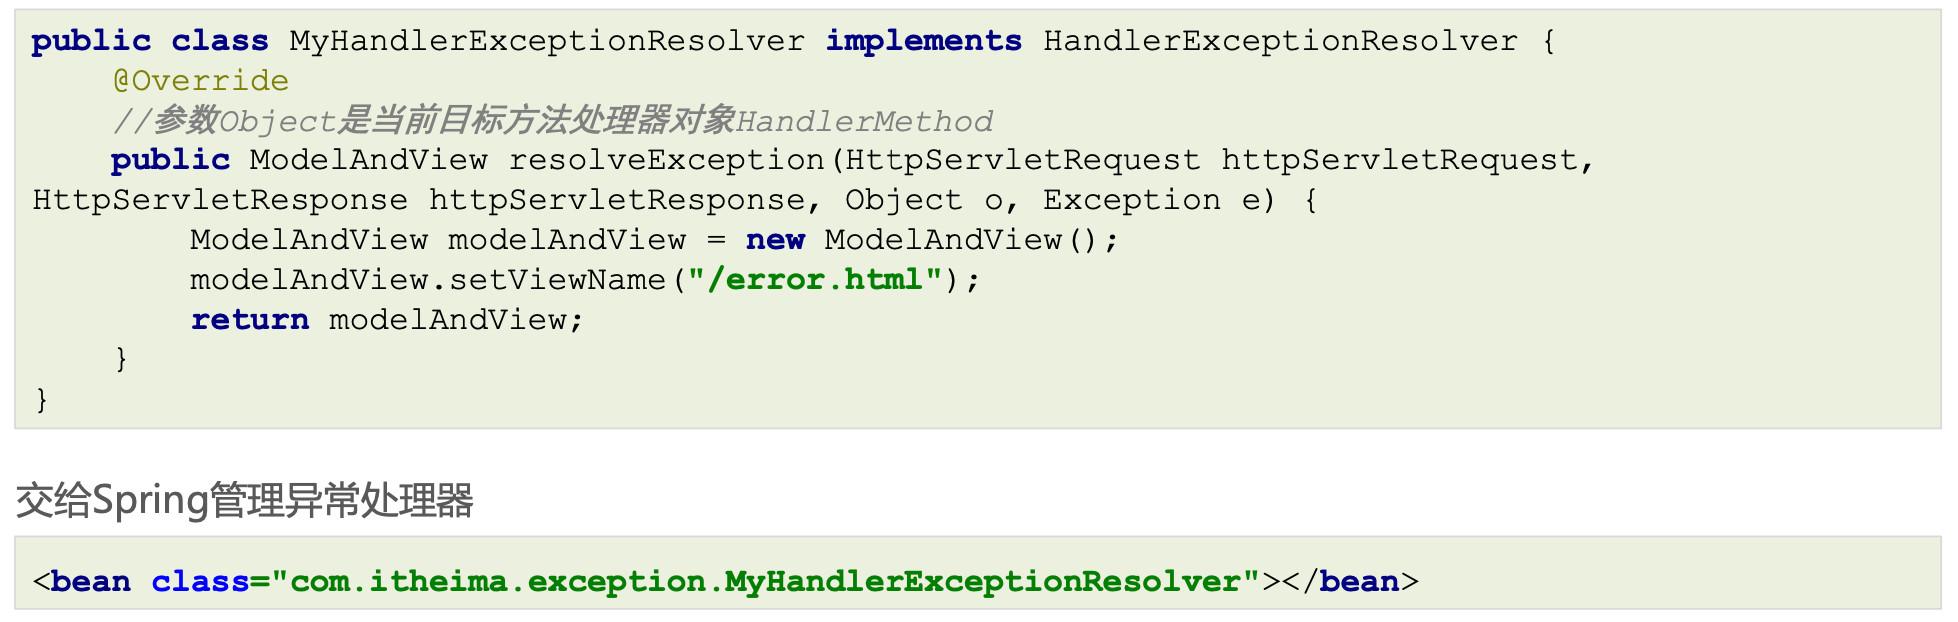 public class MyHandlerExceptionResolver implements HandlerExceptionResolver {
    @Override
    //参数Object是当前目标方法处理器对象HandlerMethod
    public ModelAndView resolveException(HttpServletRequest httpServletRequest,
HttpServletResponse httpServletResponse, Object o, Exception e) {
        ModelAndView modelAndView = new ModelAndView();
        modelAndView.setViewName("/error.html");
        return modelAndView;
    }
}
交给Spring管理异常处理器
<bean class="com.itheima.exception.MyHandlerExceptionResolver"></bean>